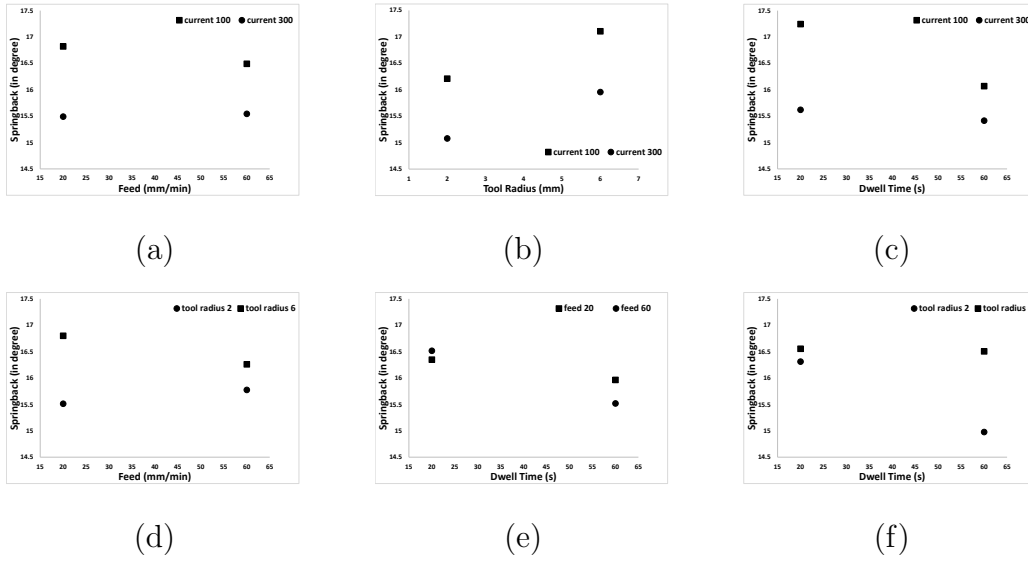 current 100 current 300
17.5
17
16.5
16
15.5
15
14.5
Springback (in degree)
15 20 25 30 35 40 45 50 55 60 65
Feed (mm/min)
(a)
17.5
17
16.5
16
15.5
15
14.5
Springback (in degree)
current 100 current 300
1 2 3 4 5 6 7
Tool Radius (mm)
(b)
current 100 current 300
17.5
17
16.5
16
15.5
15
14.5
Springback (in degree)
15 20 25 30 35 40 45 50 55 60 65
Dwell Time (s)
(c)
tool radius 2 tool radius 6
17.5
17
16.5
16
15.5
15
14.5
Springback (in degree)
15 20 25 30 35 40 45 50 55 60 65
Feed (mm/min)
(d)
feed 20 feed 60
17.5
17
16.5
16
15.5
15
14.5
Springback (in degree)
15 20 25 30 35 40 45 50 55 60 65
Dwell Time (s)
(e)
tool radius 2 tool radius
17.5
17
16.5
16
15.5
15
14.5
Springback (in degree)
15 20 25 30 35 40 45 50 55 60 65
Dwell Time (s)
(f)